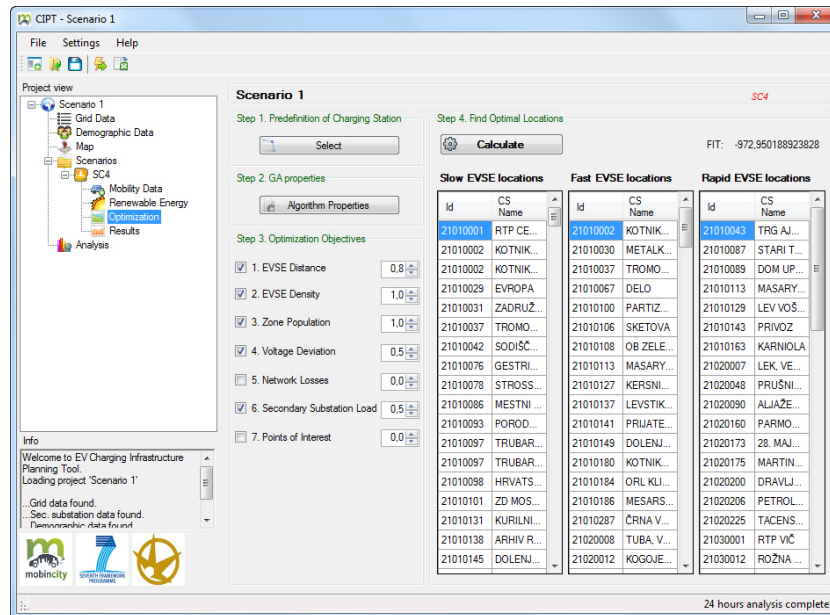 CIPT - Scenario 1
File Settings Help
Project view
Scenario 1
Grid Data
Demographic Data
Map
Scenarios
SC4
Mobility Data
Renewable Energy
Optimization
Results
Analysis
Info
Welcome to EV Charging Infrastructure
Planning Tool.
Loading project 'Scenario 1'
...Grid data found.
...Sec. substation data found.
...Demographic data found
mobincity
SEVENTH FRAMEWORK
PROGRAMME
Scenario 1
SC4
Step 1. Predefinition of Charging Station
Select
Step 2. GA properties
Algorithm Properties
Step 3. Optimization Objectives
1. EVSE Distance 0,8
2. EVSE Density 1,0
3. Zone Population 1,0
4. Voltage Deviation 0,5
5. Network Losses 0,0
6. Secondary Substation Load 0,5
7. Points of Interest 0,0
Step 4. Find Optimal Locations
Calculate
FIT: -972,950188923828
Slow EVSE locations
Id CS Name
21010001 RTP CE...
21010002 KOTNIK...
21010002 KOTNIK...
21010029 EVROPA
21010031 ZADRUŽ...
21010037 TROMO...
21010042 SODIŠČ...
21010076 GESTRI...
21010078 STROSS...
21010086 MESTNI ...
21010093 POROD...
21010097 TRUBAR...
21010097 TRUBAR...
21010098 HRVATS...
21010101 ZD MOS...
21010131 KURILNI...
21010138 ARHIV R...
21010145 DOLENJ...
Fast EVSE locations
Id CS Name
21010002 KOTNIK...
21010030 METALK...
21010037 TROMO...
21010067 DELO
21010100 PARTIZ...
21010106 SKETOVA
21010108 OB ZELE...
21010113 MASARY...
21010127 KERSNI...
21010137 LEVSTIK...
21010141 PRIJATE...
21010149 DOLENJ...
21010180 KOTNIK...
21010184 ORL KLI...
21010186 MESARS...
21010287 ČRNA V...
21020008 TUBA, V...
21020012 KOGOJE...
Rapid EVSE locations
Id CS Name
21010043 TRG AJ...
21010087 STARI T...
21010089 DOM UP...
21010113 MASARY...
21010129 LEV VOŠ...
21010143 PRIVOZ
21010163 KARNIOLA
21020007 LEK, VE...
21020048 PRUŠNI...
21020090 ALJAŽE...
21020160 PARMO...
21020173 28. MAJ...
21020175 MARTIN...
21020200 DRAVLJ...
21020206 PETROL...
21020225 TACENS...
21030001 RTP VIČ
21030012 ROŽNA ...
24 hours analysis complete